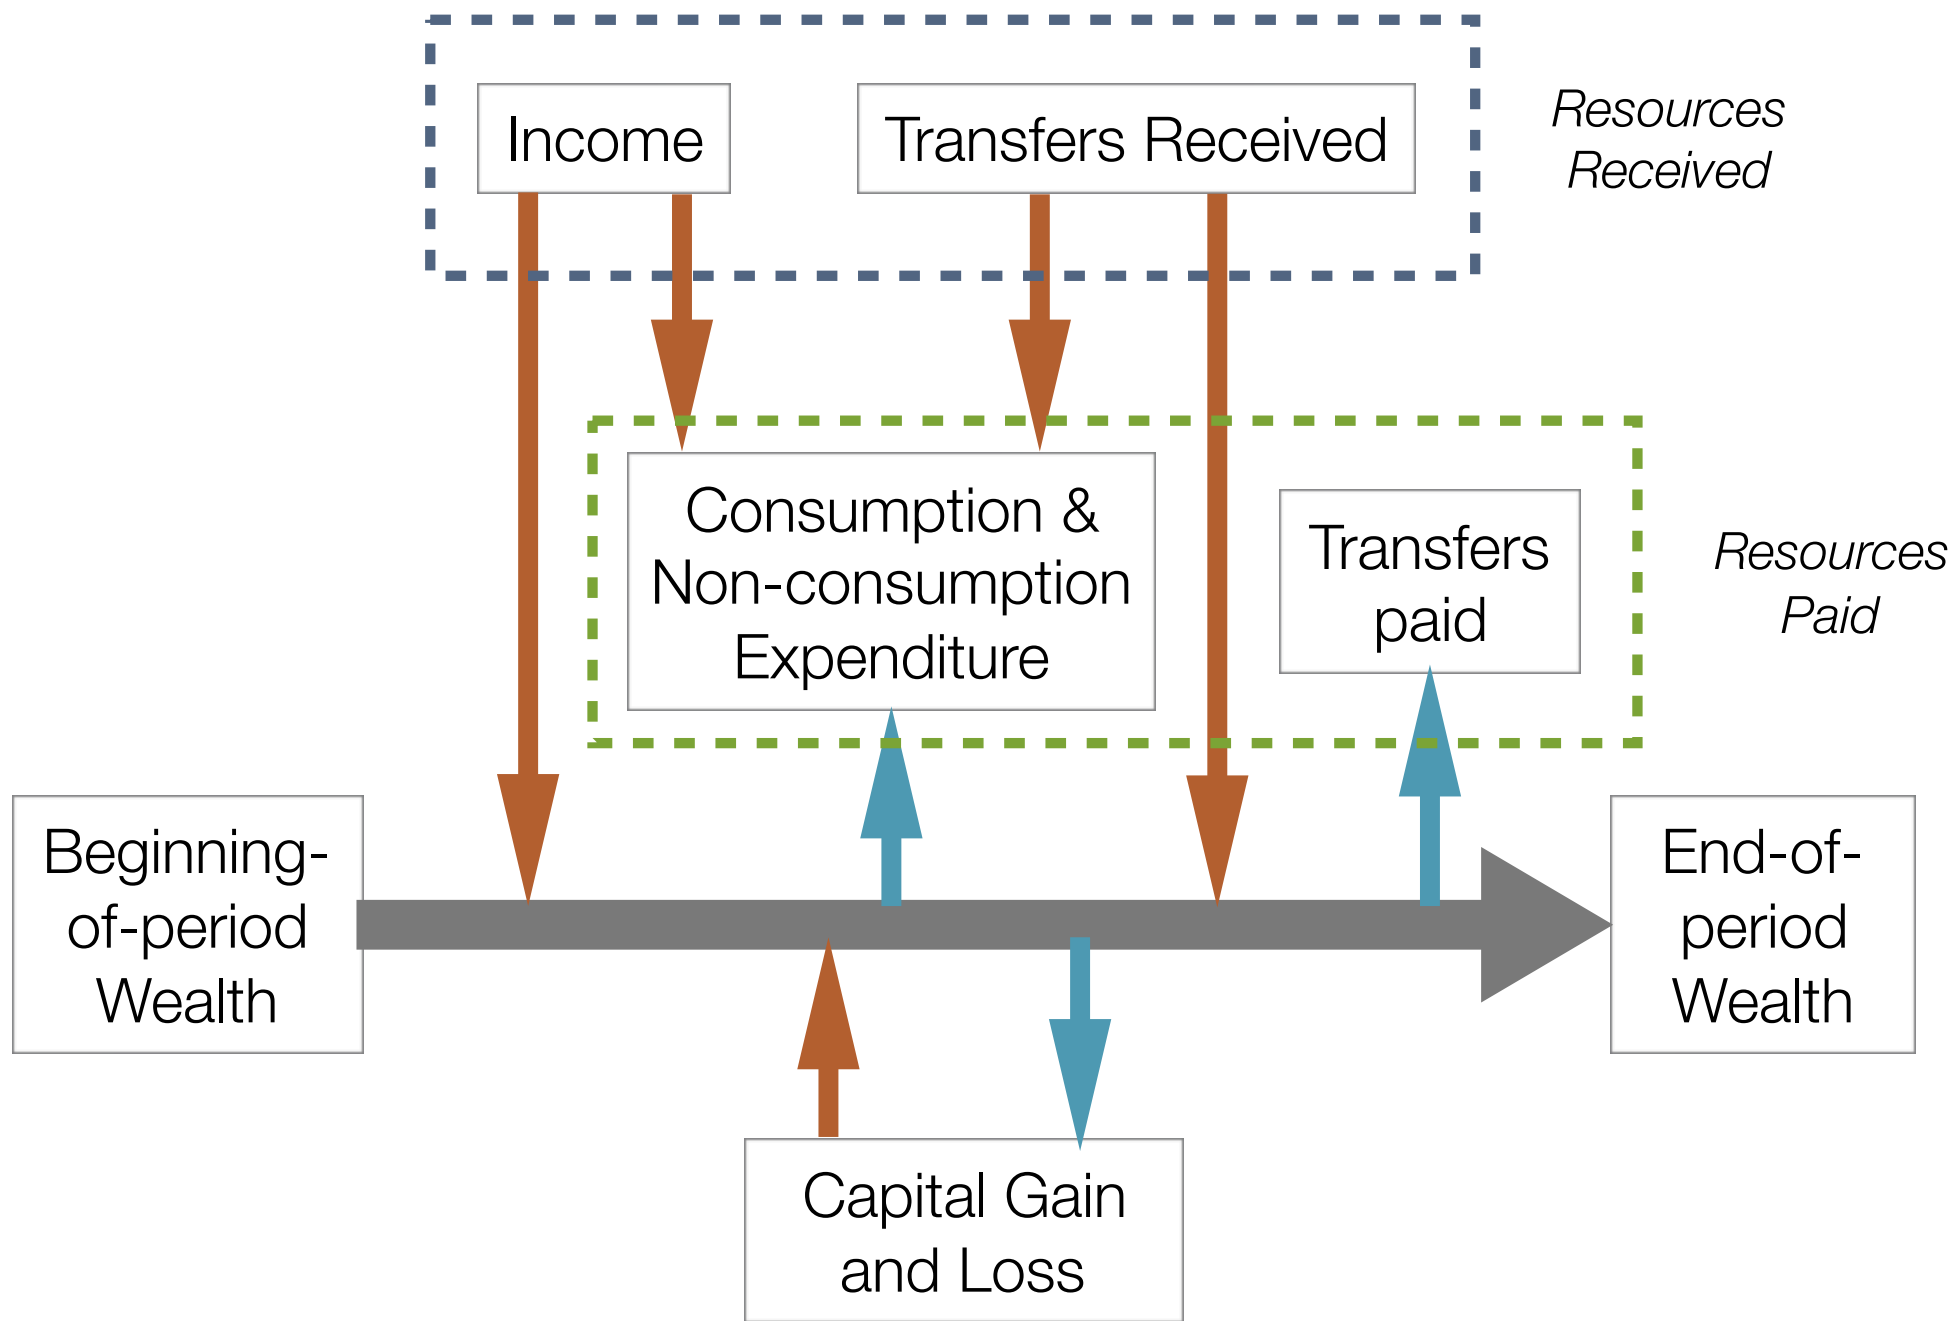 Income
Transfers Received
Resources
Received
Consumption &
Non-consumption
Expenditure
Transfers
paid
Resources
Paid
Beginning-
of-period
Wealth
End-of-
period
Wealth
Capital Gain
and Loss